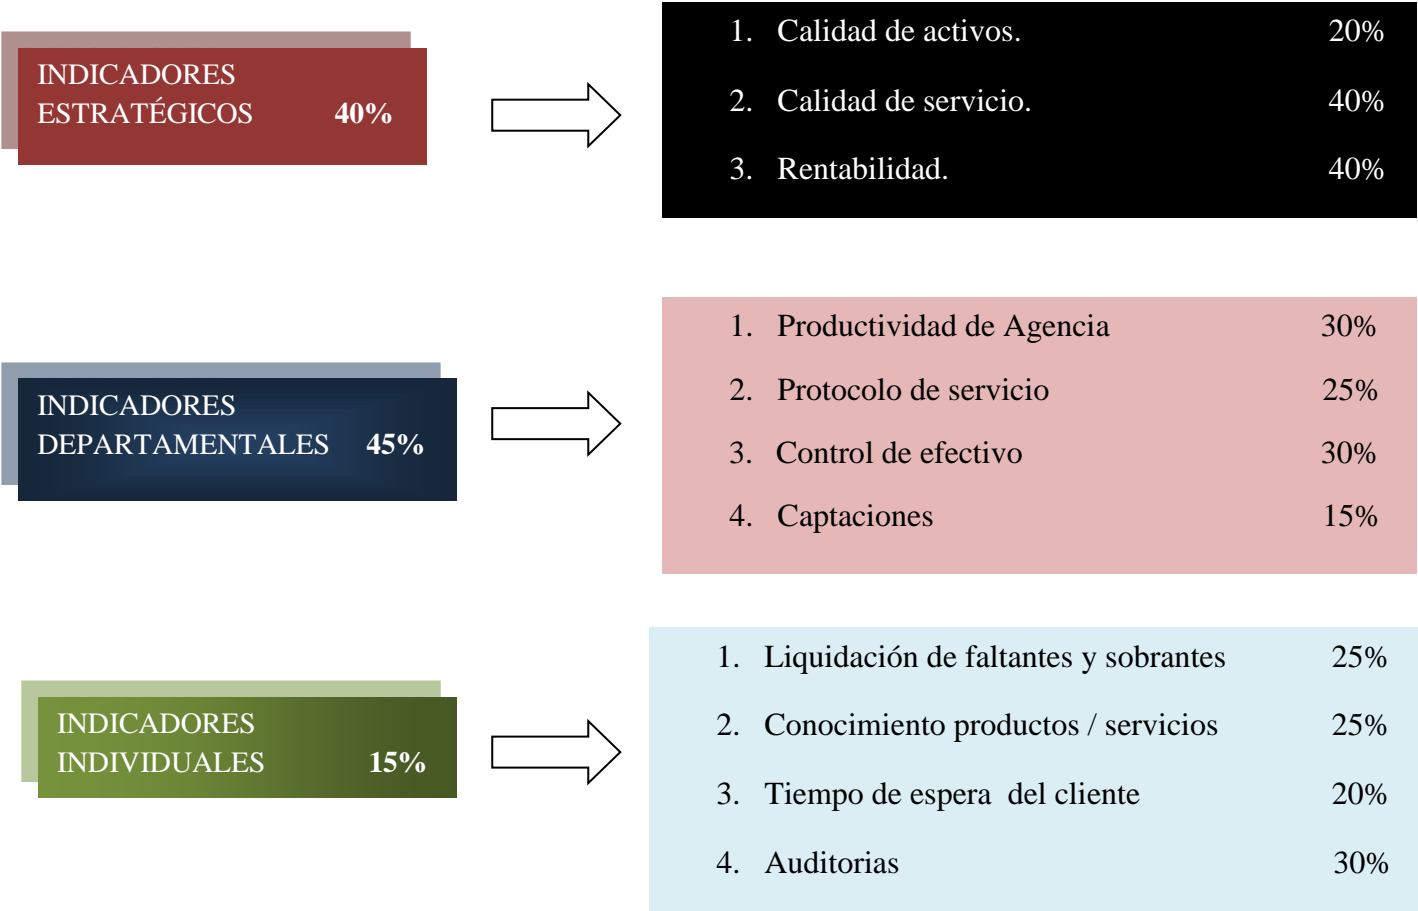 INDICADORES
ESTRATÉGICOS 40%
1. Calidad de activos. 20%
2. Calidad de servicio. 40%
3. Rentabilidad. 40%
INDICADORES
DEPARTAMENTALES 45%
1. Productividad de Agencia 30%
2. Protocolo de servicio 25%
3. Control de efectivo 30%
4. Captaciones 15%
INDICADORES
INDIVIDUALES 15%
1. Liquidación de faltantes y sobrantes 25%
2. Conocimiento productos / servicios 25%
3. Tiempo de espera del cliente 20%
4. Auditorias 30%